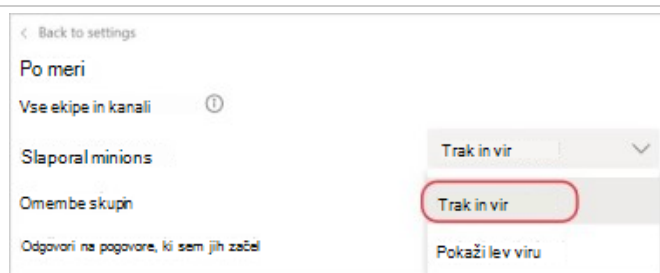 Back to settings
Po meri
Vse ekipe in kanali
Slaporal minions
Trak in vir
Omembe skupin
Trak in vir
Odgovori na pogovore, ki sem jih začel
Pokaži lev viru